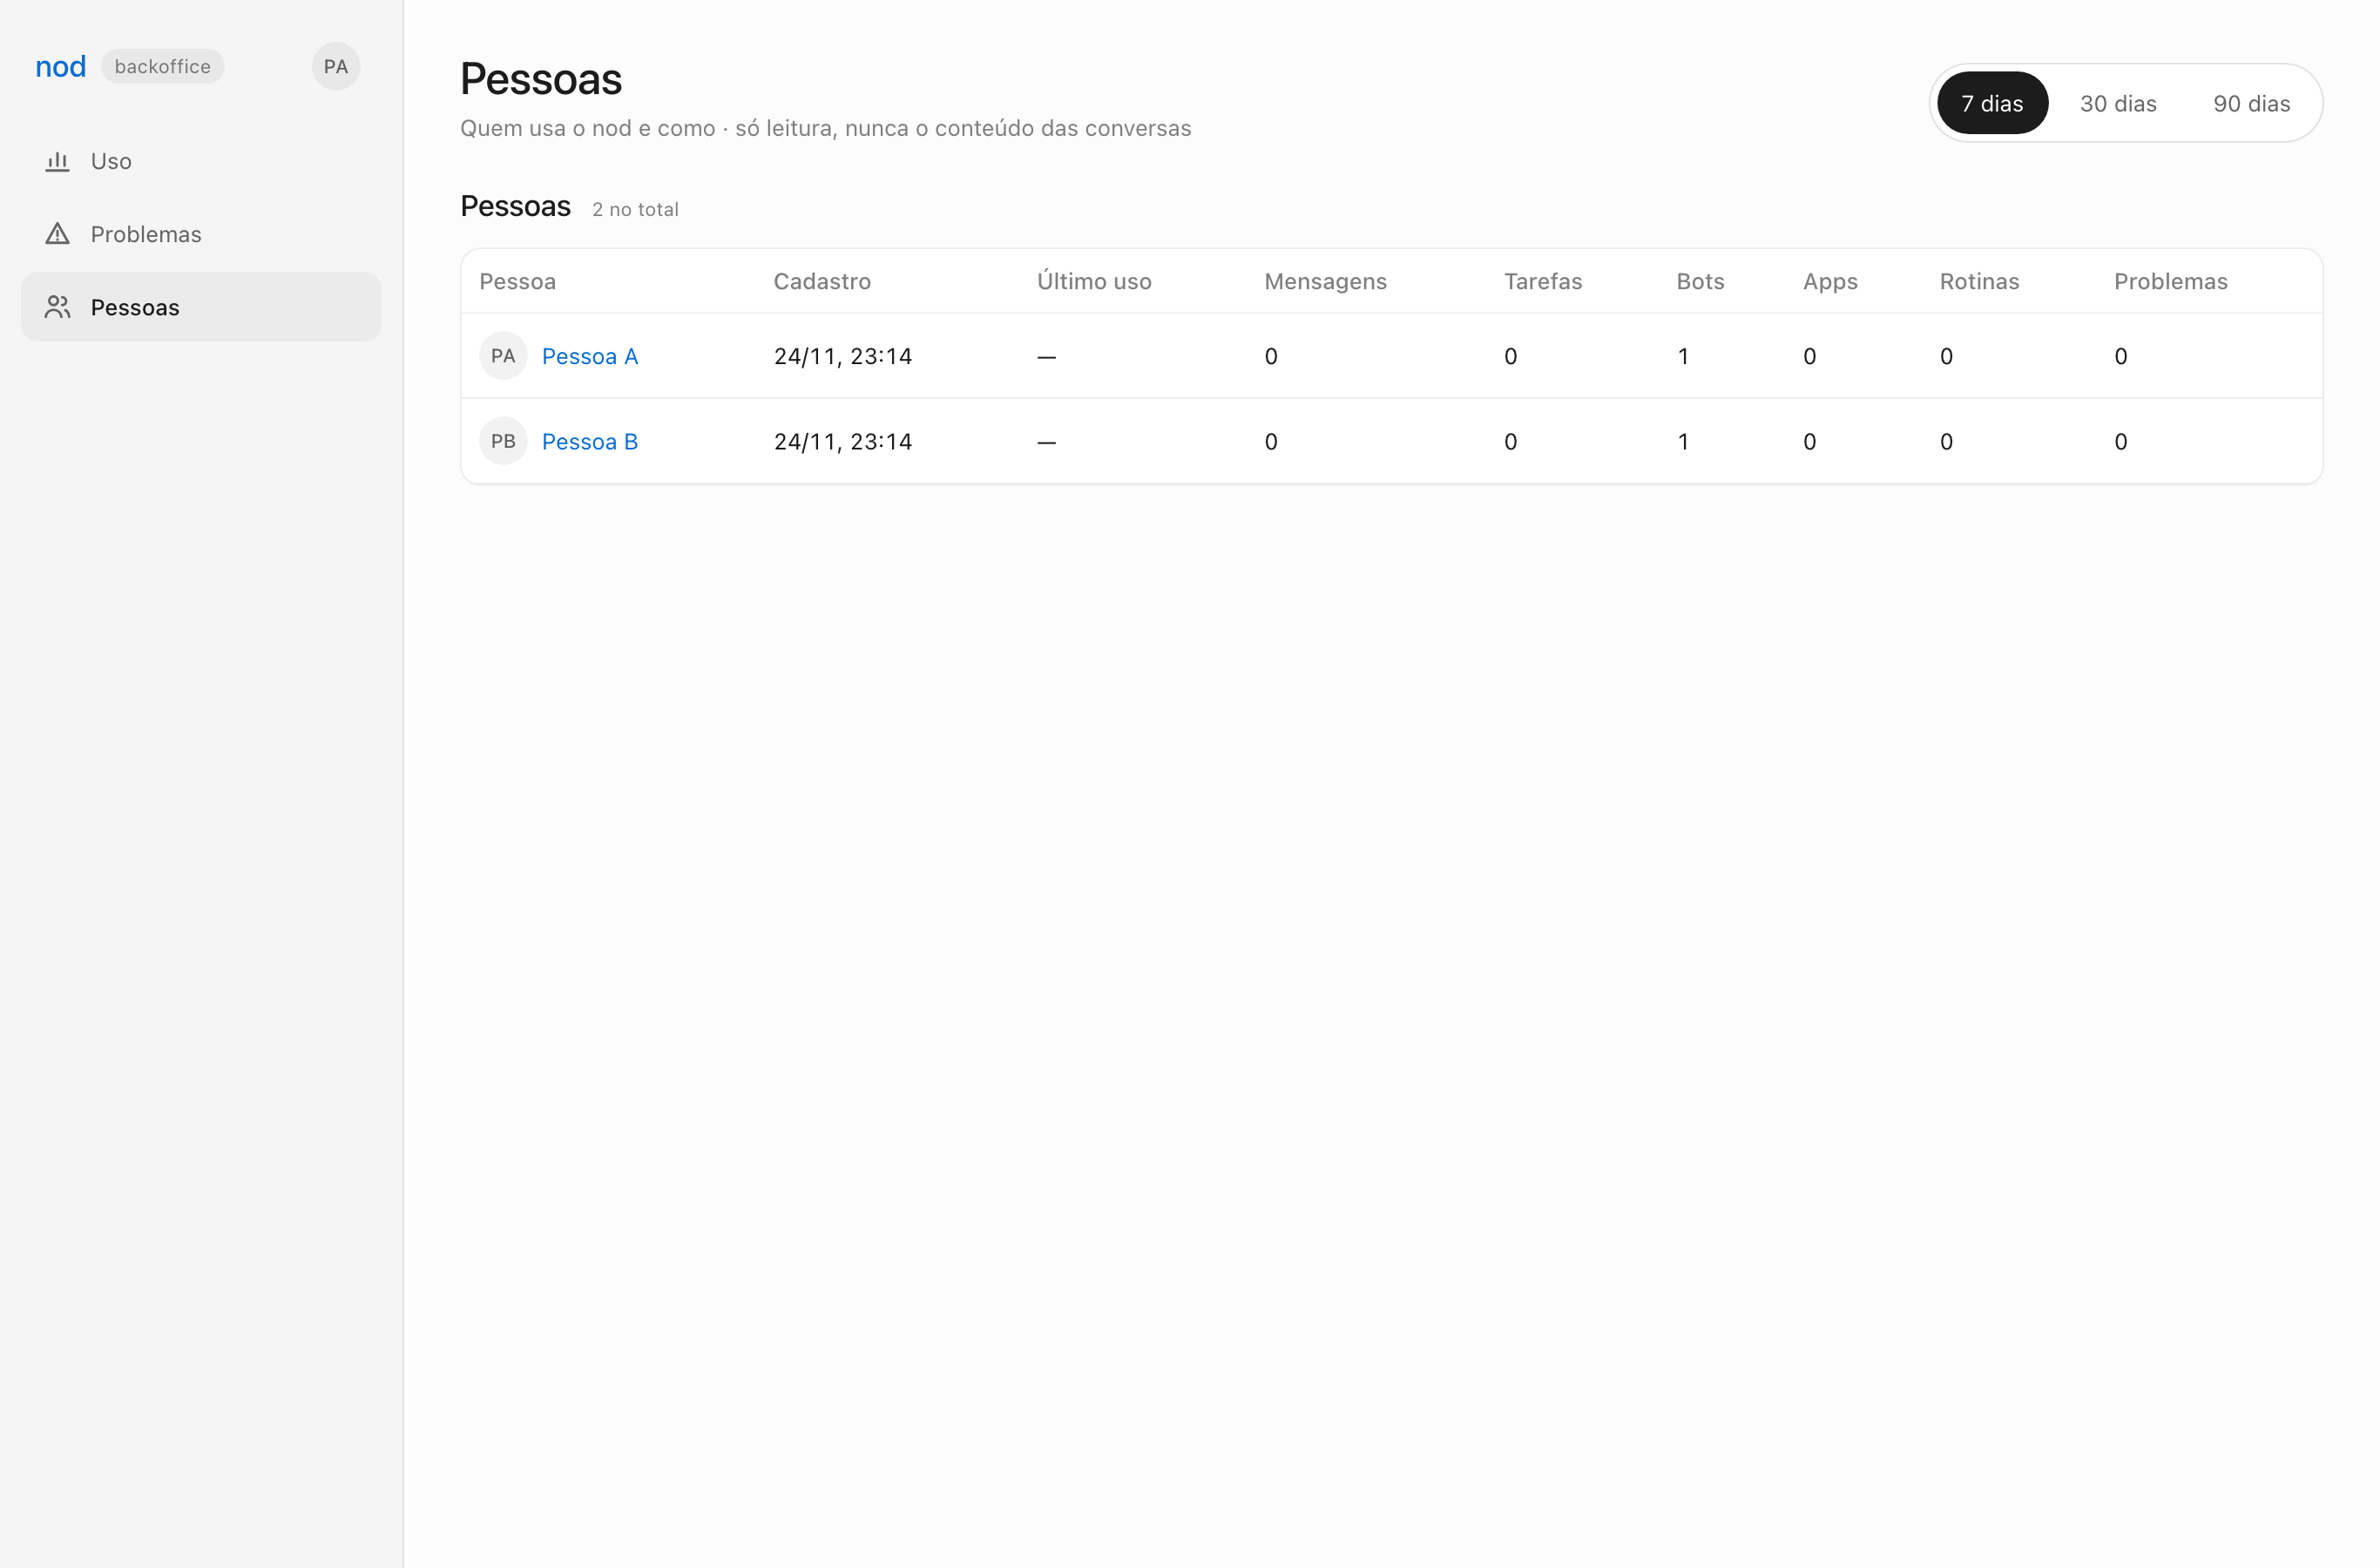 nod backoffice PA
Uso
Problemas
Pessoas
Pessoas
Quem usa o nod e como · só leitura, nunca o conteúdo das conversas
7 dias 30 dias 90 dias
Pessoas 2 no total
Pessoa Cadastro Último uso Mensagens Tarefas Bots Apps Rotinas Problemas
PA Pessoa A 24/11, 23:14 — 0 0 1 0 0 0
PB Pessoa B 24/11, 23:14 — 0 0 1 0 0 0